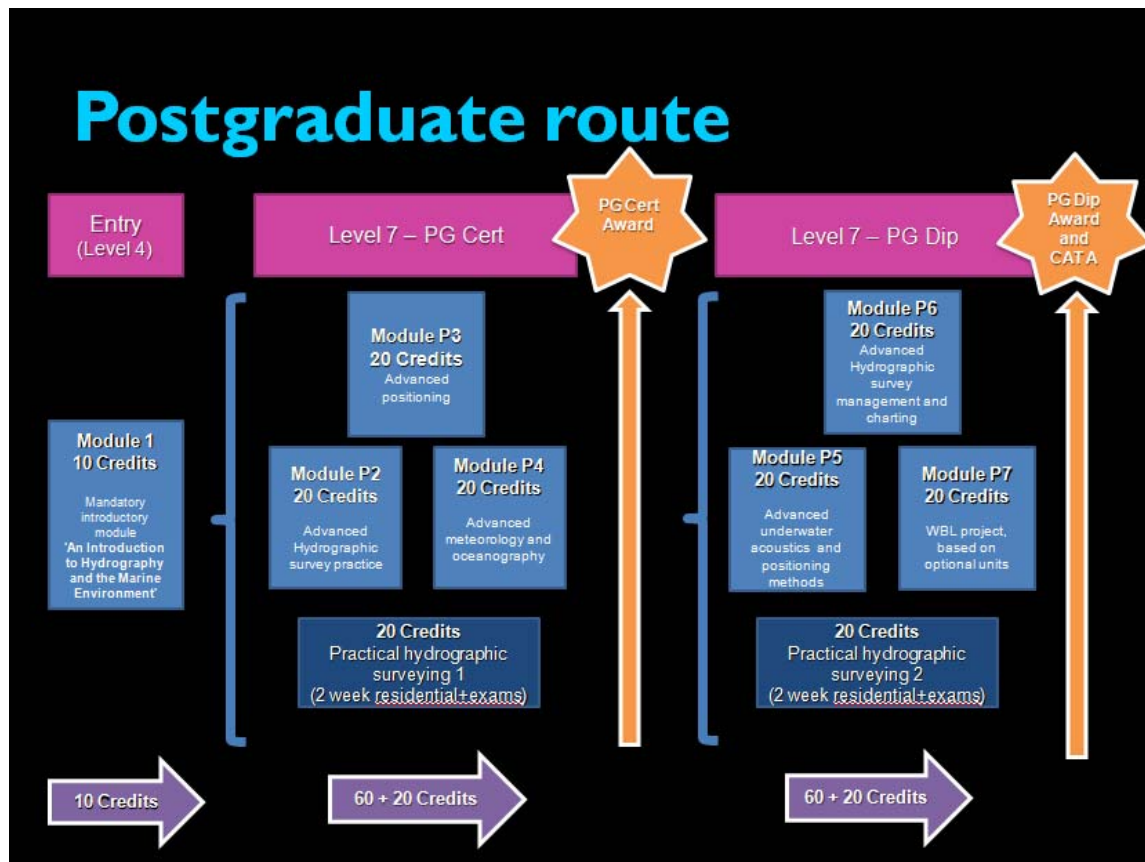 Postgraduate route
Entry
(Level 4)
Level 7 – PG Cert
PG Cert
Award
Level 7 – PG Dip
PG Dip
Award
and
CAT A
Module 1
10 Credits
Mandatory
introductory
module
'An Introduction
to Hydrography
and the Marine
Environment'
Module P3
20 Credits
Advanced
positioning
Module P2
20 Credits
Advanced
Hydrographic
survey practice
Module P4
20 Credits
Advanced
meteorology and
oceanography
20 Credits
Practical hydrographic
surveying 1
(2 week residential+exams)
Module P6
20 Credits
Advanced
Hydrographic
survey
management and
charting
Module P5
20 Credits
Advanced
underwater
acoustics and
positioning
methods
Module P7
20 Credits
WBL project,
based on
optional units
20 Credits
Practical hydrographic
surveying 2
(2 week residential+exams)
10 Credits
60 + 20 Credits
60 + 20 Credits